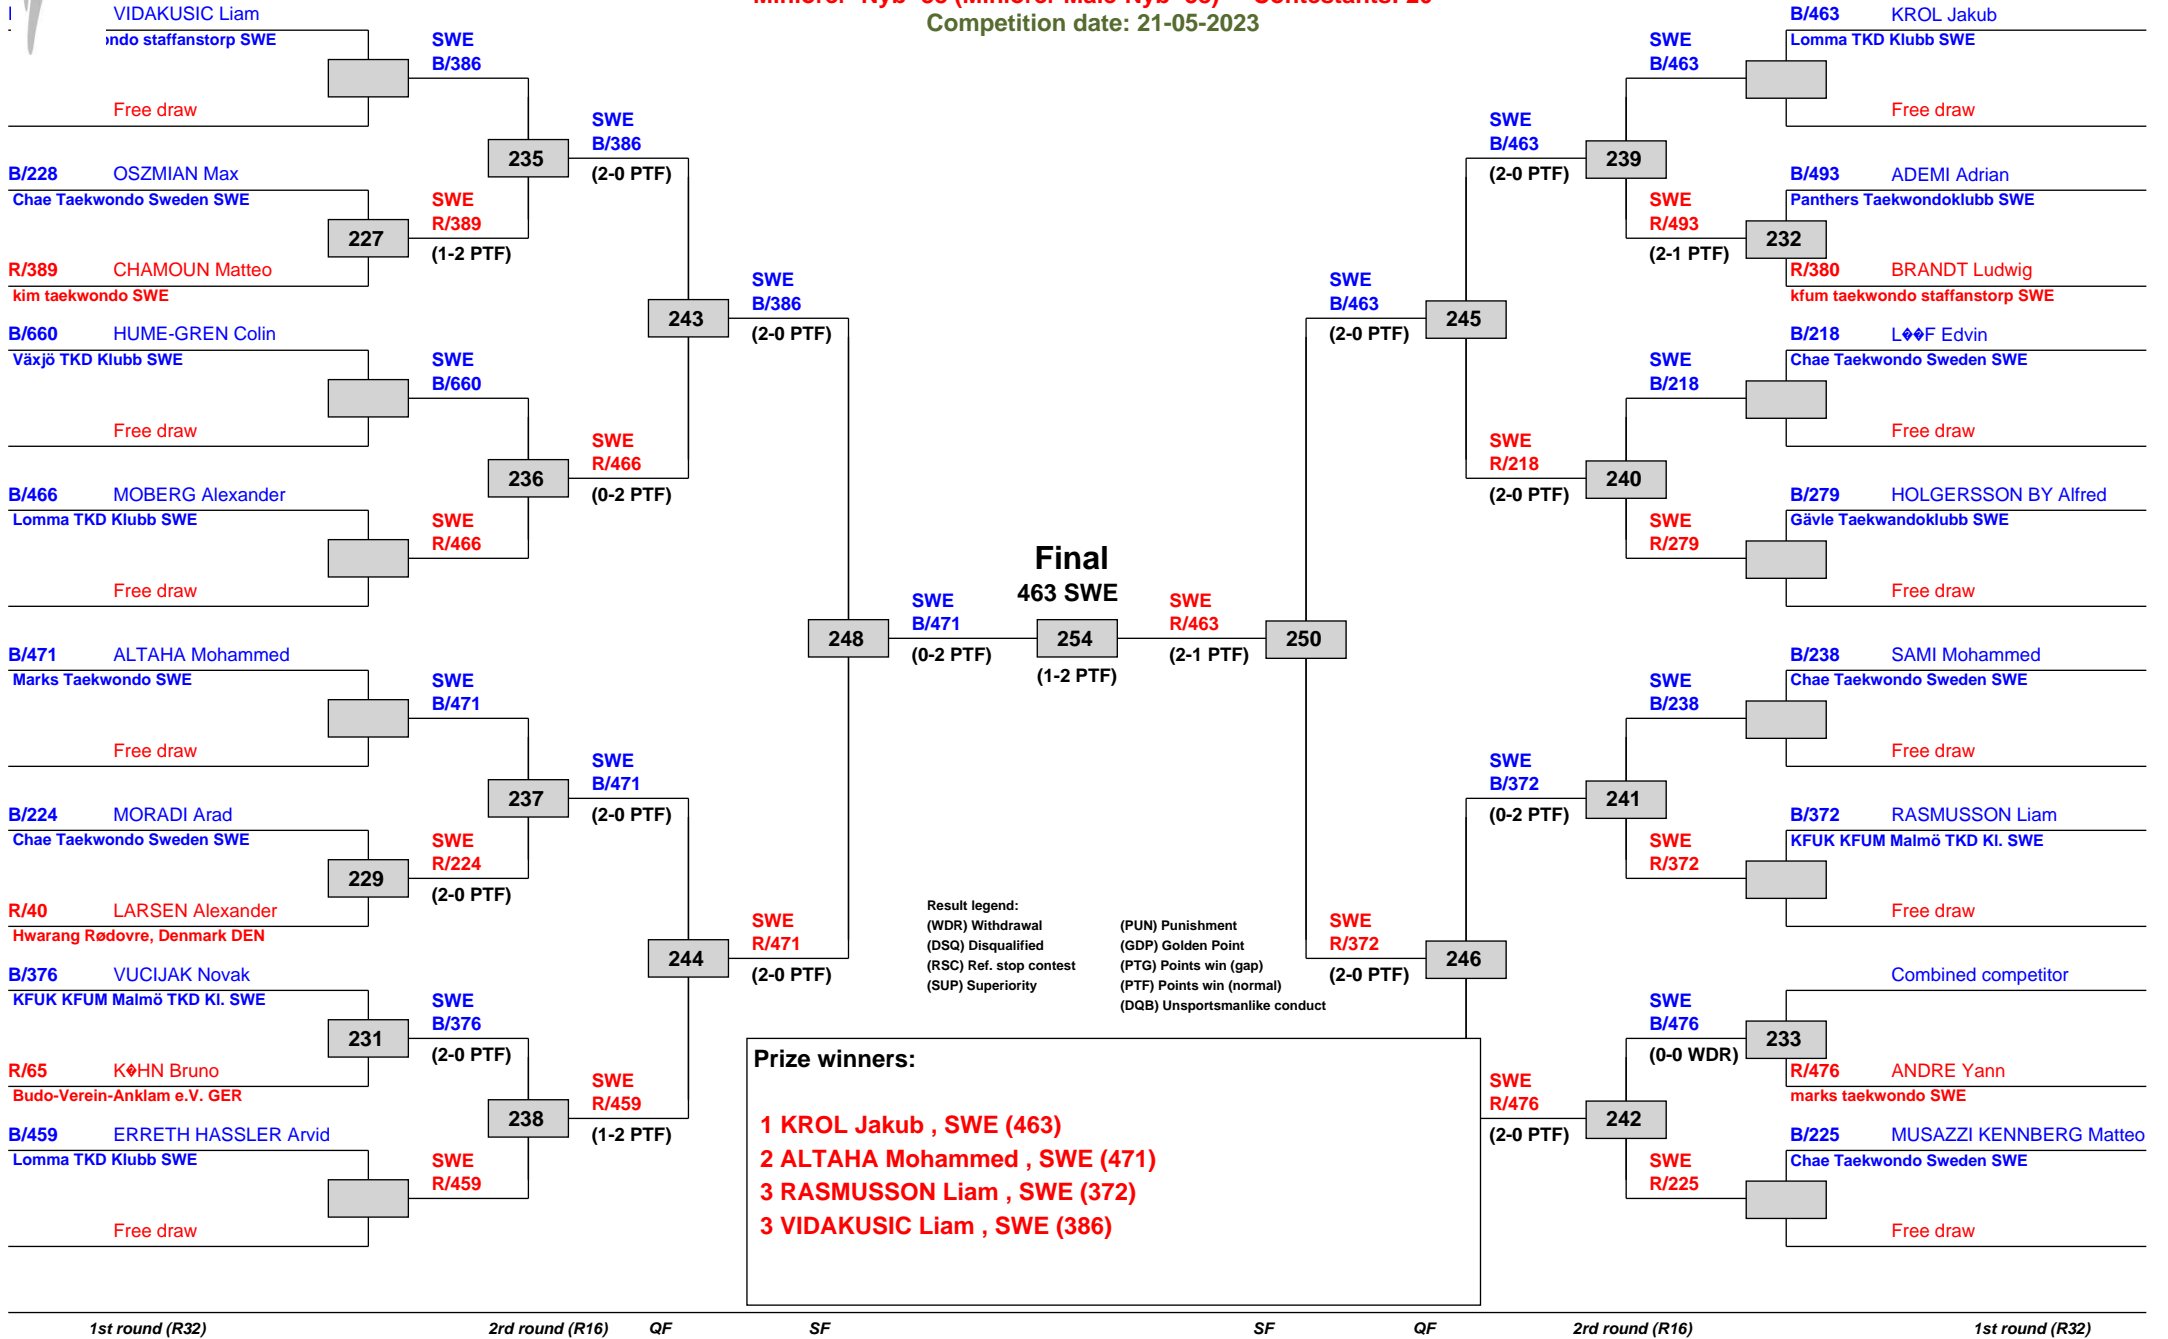 Competition date: 21-05-2023
VIDAKUSIC Liam
ondo staffanstorp SWE
Free draw
B/228 OSZMIAN Max
Chae Taekwondo Sweden SWE
227
R/389 CHAMOUN Matteo
kim taekwondo SWE
B/660 HUME-GREN Colin
Växjö TKD Klubb SWE
Free draw
B/466 MOBERG Alexander
Lomma TKD Klubb SWE
Free draw
B/471 ALTAHA Mohammed
Marks Taekwondo SWE
Free draw
B/224 MORADI Arad
Chae Taekwondo Sweden SWE
229
R/40 LARSEN Alexander
Hwarang Rødovre, Denmark DEN
B/376 VUCIJAK Novak
KFUK KFUM Malmö TKD Kl. SWE
231
R/65 K�HN Bruno
Budo-Verein-Anklam e.V. GER
B/459 ERRETH HASSLER Arvid
Lomma TKD Klubb SWE
Free draw
SWE
B/386
235
SWE
R/389
(1-2 PTF)
SWE
B/660
236
SWE
R/466
SWE
B/471
237
SWE
R/224
(2-0 PTF)
SWE
B/376
(2-0 PTF)
238
SWE
R/459
SWE
B/386
(2-0 PTF)
243
SWE
R/466
(0-2 PTF)
SWE
B/471
(2-0 PTF)
244
SWE
R/459
(1-2 PTF)
SWE
B/386
(2-0 PTF)
248
SWE
R/471
(2-0 PTF)
SWE
B/471
(0-2 PTF)
Final
463 SWE
254
(1-2 PTF)
SWE
R/463
(2-1 PTF)
250
SWE
B/463
(2-0 PTF)
245
SWE
R/372
(2-0 PTF)
246
SWE
B/463
(2-0 PTF)
239
SWE
R/218
(2-0 PTF)
240
SWE
B/372
(0-2 PTF)
241
SWE
R/476
(2-0 PTF)
242
SWE
B/463
SWE
R/493
(2-1 PTF)
SWE
B/218
SWE
R/279
SWE
B/238
SWE
R/372
SWE
B/476
(0-0 WDR)
SWE
R/225
B/463 KROL Jakub
Lomma TKD Klubb SWE
Free draw
B/493 ADEMI Adrian
Panthers Taekwondoklubb SWE
232
R/380 BRANDT Ludwig
kfum taekwondo staffanstorp SWE
B/218 L��F Edvin
Chae Taekwondo Sweden SWE
Free draw
B/279 HOLGERSSON BY Alfred
Gävle Taekwandoklubb SWE
Free draw
B/238 SAMI Mohammed
Chae Taekwondo Sweden SWE
Free draw
B/372 RASMUSSON Liam
KFUK KFUM Malmö TKD Kl. SWE
Free draw
Combined competitor
233
R/476 ANDRE Yann
marks taekwondo SWE
B/225 MUSAZZI KENNBERG Matteo
Chae Taekwondo Sweden SWE
Free draw
Result legend:
(WDR) Withdrawal (PUN) Punishment
(DSQ) Disqualified (GDP) Golden Point
(RSC) Ref. stop contest (PTG) Points win (gap)
(SUP) Superiority (PTF) Points win (normal)
(DQB) Unsportsmanlike conduct
Prize winners:
1 KROL Jakub , SWE (463)
2 ALTAHA Mohammed , SWE (471)
3 RASMUSSON Liam , SWE (372)
3 VIDAKUSIC Liam , SWE (386)
1st round (R32) 2rd round (R16) QF SF SF QF 2rd round (R16) 1st round (R32)